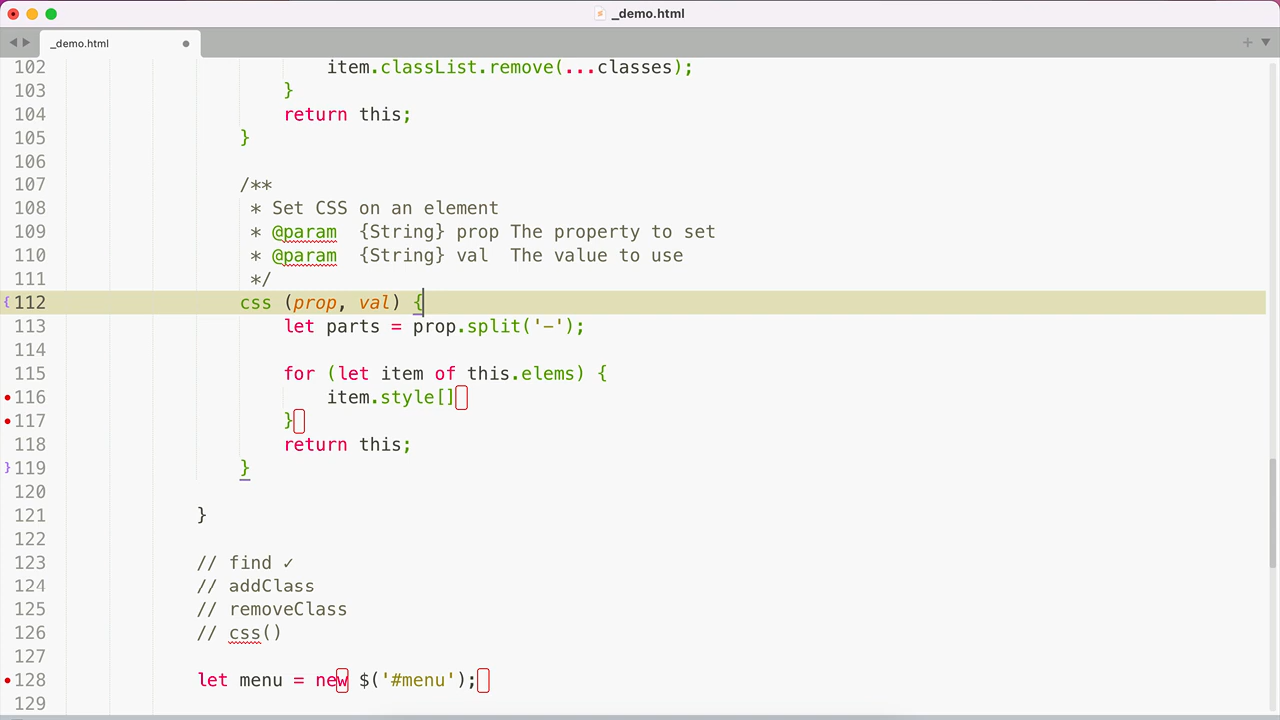 _demo.html
_demo.html
102 item.classList.remove(...classes);
103 }
104 return this;
105 }
106
107 /**
108 * Set CSS on an element
109 * @param {String} prop The property to set
110 * @param {String} val The value to use
111 */
{ 112 css (prop, val) {
113 let parts = prop.split('-');
114
115 for (let item of this.elems) {
116 item.style[]
117 }
118 return this;
} 119 }
120
121 }
122
123 // find ✓
124 // addClass
125 // removeClass
126 // css()
127
128 let menu = new $('#menu');
129